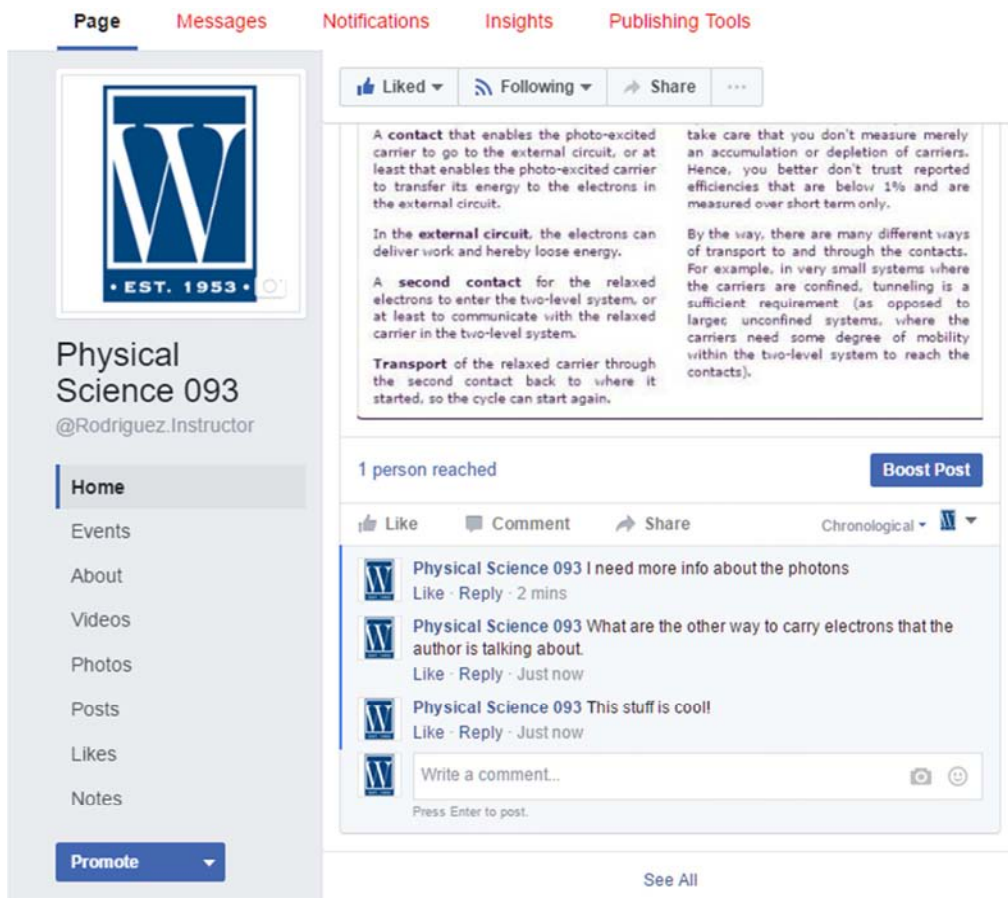 Page Messages Notifications Insights Publishing Tools
W
• EST. 1953 •
Physical
Science 093
@Rodriguez.Instructor
Home
Events
About
Videos
Photos
Posts
Likes
Notes
Promote
Liked Following Share ...
A contact that enables the photo-excited
carrier to go to the external circuit, or at
least that enables the photo-excited carrier
to transfer its energy to the electrons in
the external circuit.
In the external circuit, the electrons can
deliver work and hereby loose energy.
A second contact for the relaxed
electrons to enter the two-level system, or
at least to communicate with the relaxed
carrier in the two-level system.
Transport of the relaxed carrier through
the second contact back to where it
started, so the cycle can start again.
take care that you don't measure merely
an accumulation or depletion of carriers.
Hence, you better don't trust reported
efficiencies that are below 1% and are
measured over short term only.
By the way, there are many different ways
of transport to and through the contacts.
For example, in very small systems where
the carriers are confined, tunneling is a
sufficient requirement (as opposed to
larger, unconfined systems, where the
carriers need some degree of mobility
within the two-level system to reach the
contacts).
1 person reached Boost Post
Like Comment Share Chronological W
W
Physical Science 093 I need more info about the photons
Like · Reply · 2 mins
W
Physical Science 093 What are the other way to carry electrons that the
author is talking about.
Like · Reply · Just now
W
Physical Science 093 This stuff is cool!
Like · Reply · Just now
W
Write a comment...
Press Enter to post.
See All